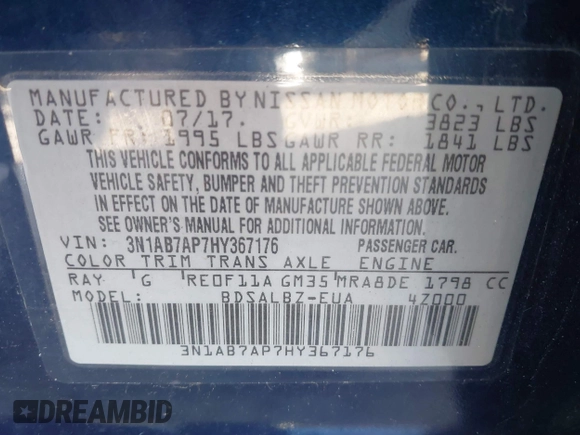 MANUFACTURED BY NISSAN MOTOR CO., LTD.
DATE: 07/17. GVWR: 3823 LBS
GAWR FR: 1995 LBS GAWR RR: 1841 LBS
THIS VEHICLE CONFORMS TO ALL APPLICABLE FEDERAL MOTOR
VEHICLE SAFETY, BUMPER AND THEFT PREVENTION STANDARDS
IN EFFECT ON THE DATE OF MANUFACTURE SHOWN ABOVE.
SEE OWNER'S MANUAL FOR ADDITIONAL INFORMATION.
VIN: 3N1AB7AP7HY367176 PASSENGER CAR.
COLOR TRIM TRANS AXLE ENGINE
RAY G RE0F11A GM35 MRA8DE 1798 CC
MODEL: BDSALBZ-EUA 4Z000
3N1AB7AP7HY367176
DREAMBID